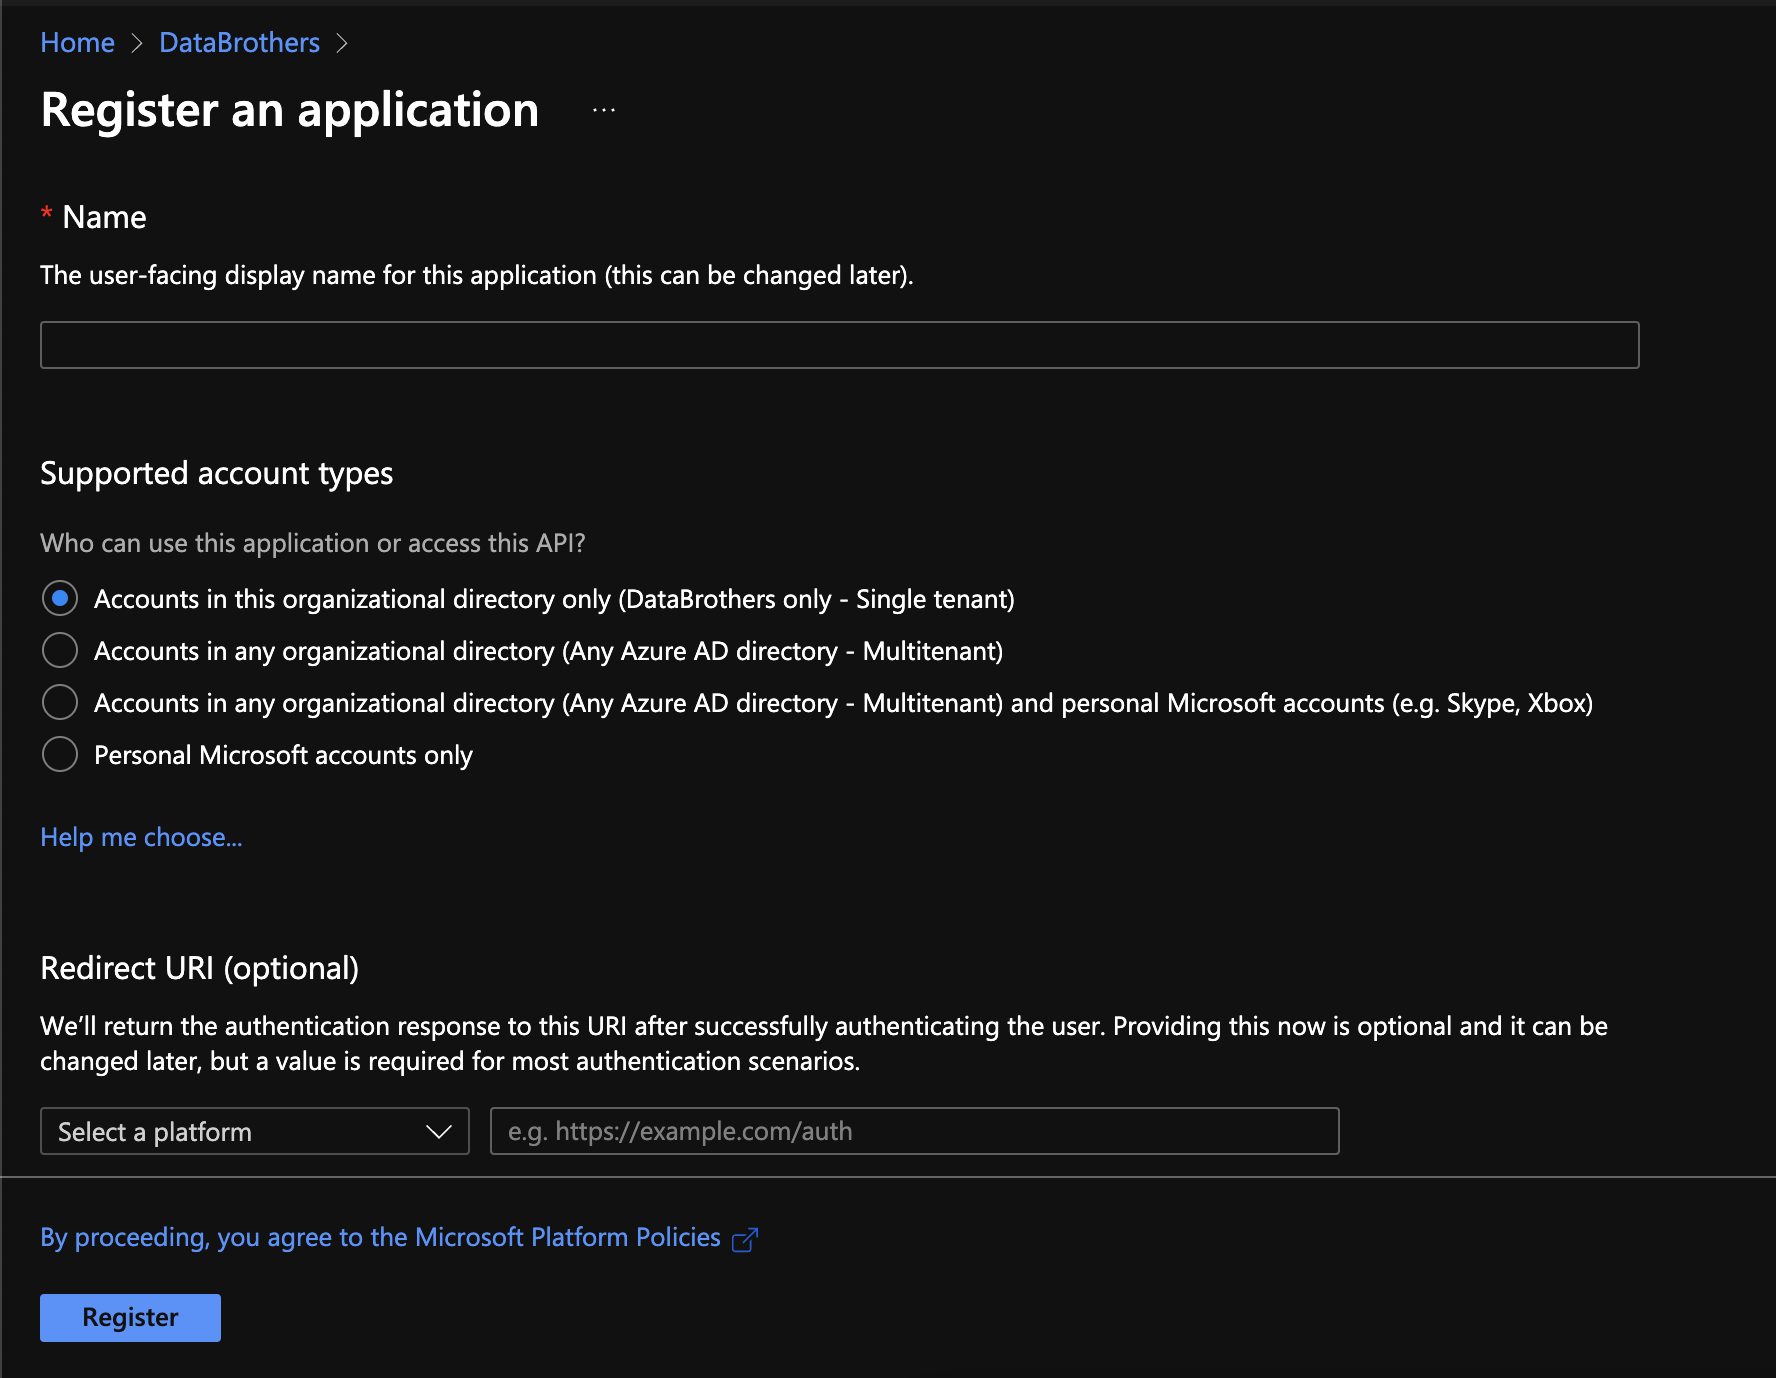 Home > DataBrothers >
Register an application ...
* Name
The user-facing display name for this application (this can be changed later).
Supported account types
Who can use this application or access this API?
Accounts in this organizational directory only (DataBrothers only - Single tenant)
Accounts in any organizational directory (Any Azure AD directory - Multitenant)
Accounts in any organizational directory (Any Azure AD directory - Multitenant) and personal Microsoft accounts (e.g. Skype, Xbox)
Personal Microsoft accounts only
Help me choose...
Redirect URI (optional)
We’ll return the authentication response to this URI after successfully authenticating the user. Providing this now is optional and it can be
changed later, but a value is required for most authentication scenarios.
Select a platform e.g. https://example.com/auth
By proceeding, you agree to the Microsoft Platform Policies
Register